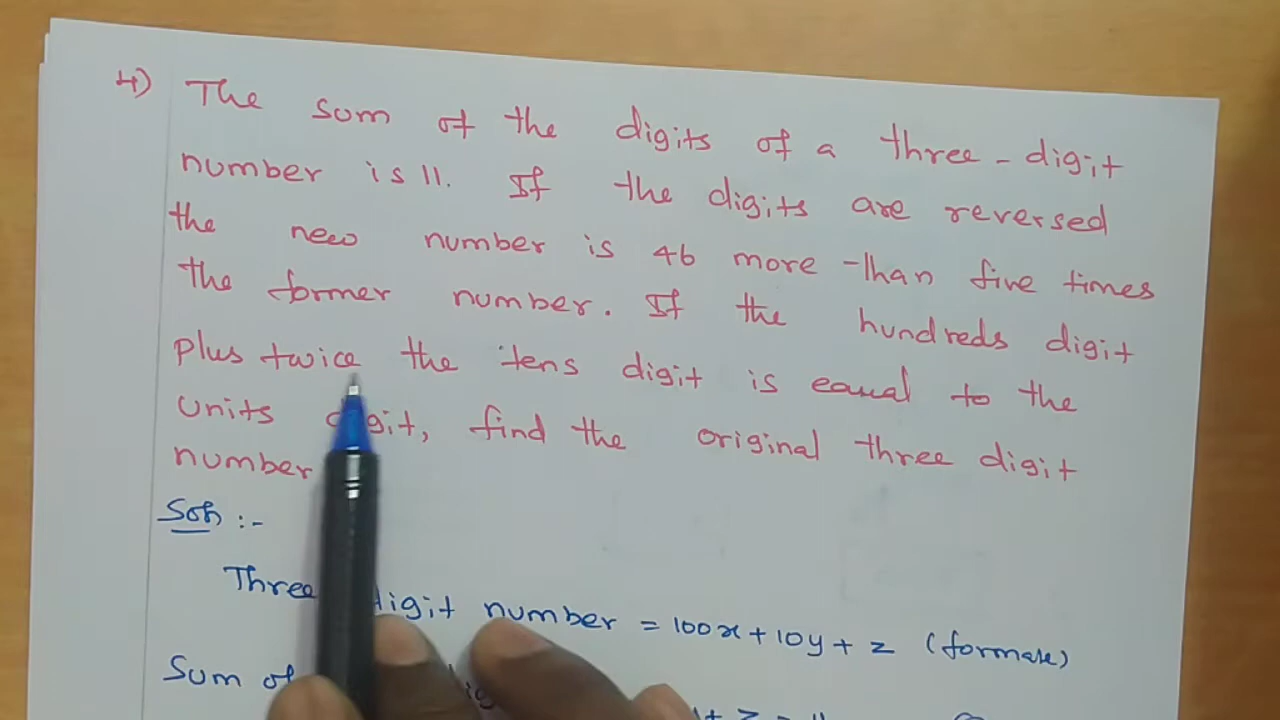 4) The sum of the digits of a three-digit
number is 11. If the digits are reversed
the new number is 46 more than five times
the former number. If the hundreds digit
plus twice the tens digit is equal to the
units digit, find the original three digit
number
Soln :-
Three digit number = 100x + 10y + z (formate)
Sum of + z = 11